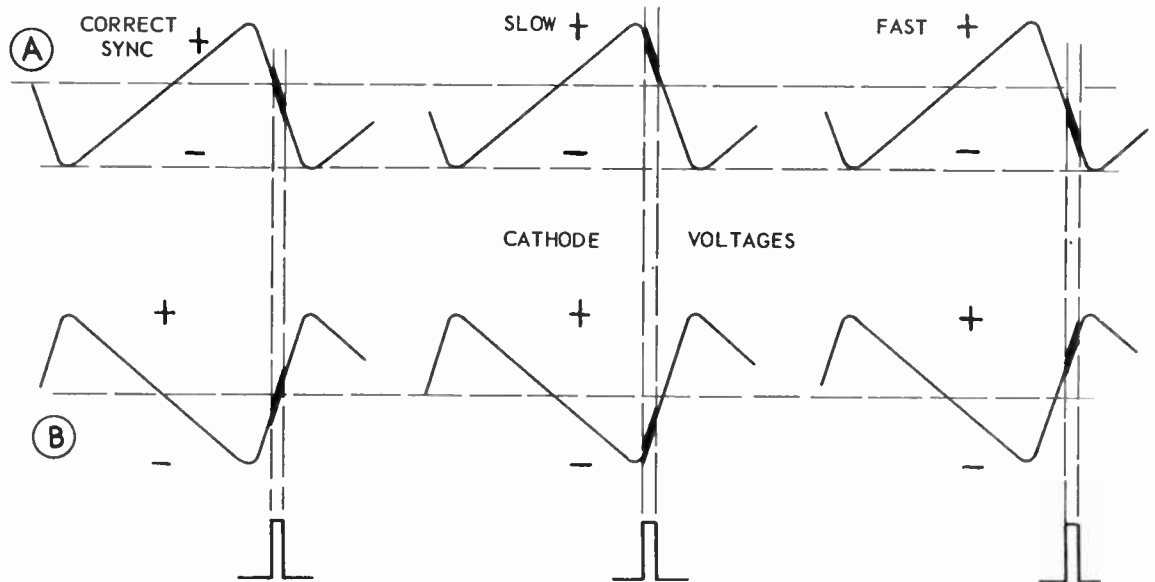 CORRECT
SYNC +
SLOW +
FAST +
A
-
-
-
CATHODE VOLTAGES
+
+
+
B
-
-
-